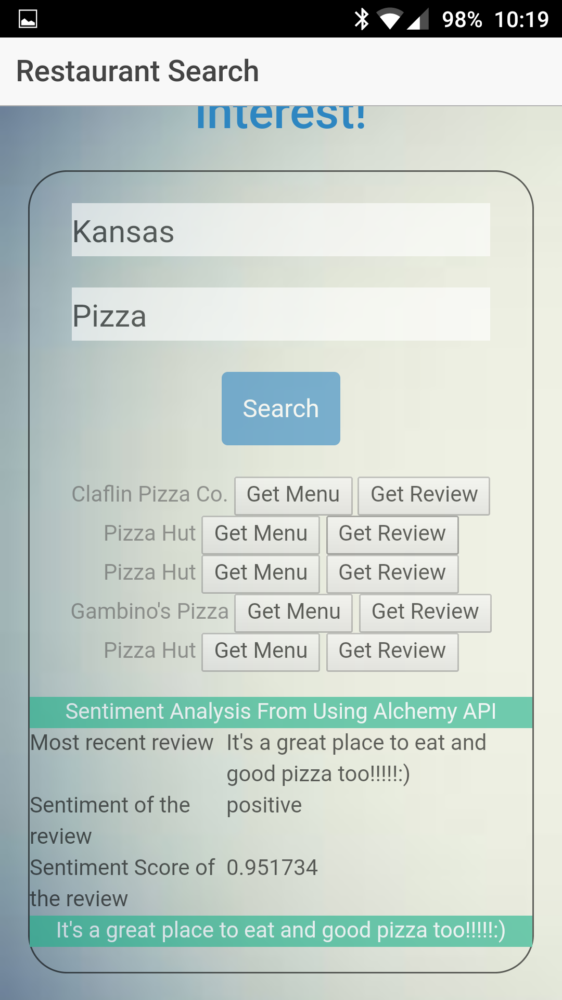 98% 10:19
Restaurant Search
interest!
Kansas
Pizza
Search
Claflin Pizza Co. Get Menu Get Review
Pizza Hut Get Menu Get Review
Pizza Hut Get Menu Get Review
Gambino's Pizza Get Menu Get Review
Pizza Hut Get Menu Get Review
Sentiment Analysis From Using Alchemy API
Most recent review It's a great place to eat and
good pizza too!!!!!:)
Sentiment of the positive
review
Sentiment Score of 0.951734
the review
It's a great place to eat and good pizza too!!!!!:)